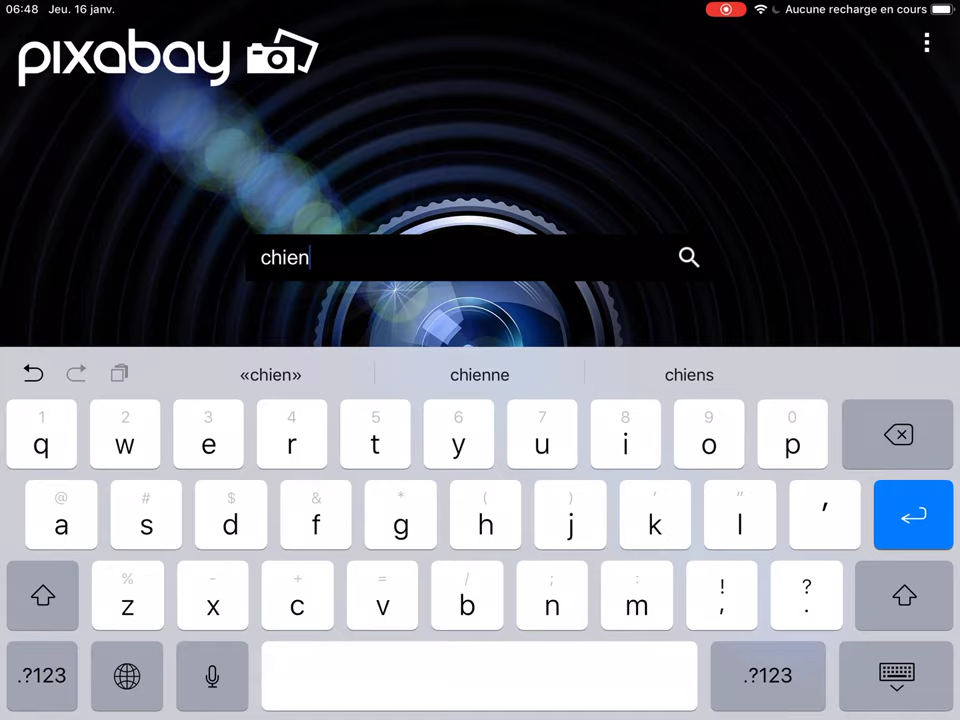 06:48 Jeu. 16 janv. Aucune recharge en cours
pixabay
chien
«chien» chienne chiens
1 2 3 4 5 6 7 8 9 0
q w e r t y u i o p
@ # $ & * ( ) ' "
a s d f g h j k l ′
% - + = / ; : ! ?
z x c v b n m , .
.?123 .?123